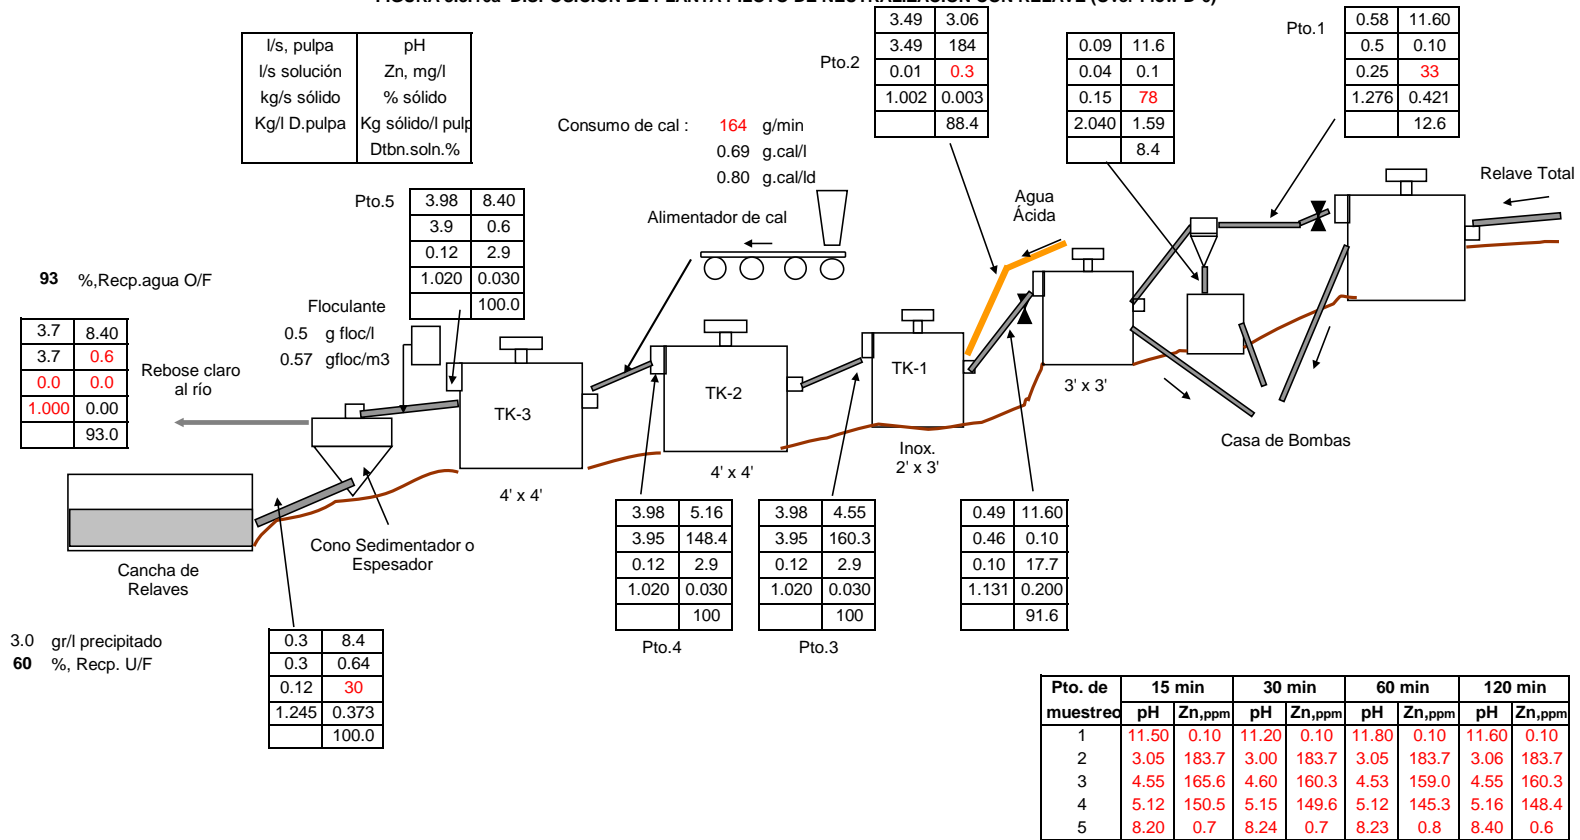 l/s, pulpa pH
l/s solución Zn, mg/l
kg/s sólido % sólido
Kg/l D.pulpa Kg sólido/l pulp
Dtbn.soln.%
Consumo de cal : 164 g/min
0.69 g.cal/l
0.80 g.cal/ld
Pto.2
3.49 3.06
3.49 184
0.01 0.3
1.002 0.003
88.4
0.09 11.6
0.04 0.1
0.15 78
2.040 1.59
8.4
Pto.1
0.58 11.60
0.5 0.10
0.25 33
1.276 0.421
12.6
Relave Total
Agua
Ácida
Alimentador de cal
Pto.5
3.98 8.40
3.9 0.6
0.12 2.9
1.020 0.030
100.0
93 %,Recp.agua O/F
Floculante
0.5 g floc/l
0.57 gfloc/m3
3.7 8.40
3.7 0.6
0.0 0.0
1.000 0.00
93.0
Rebose claro
al río
TK-3
TK-2
TK-1
4' x 4'
4' x 4'
Inox.
2' x 3'
3' x 3'
Casa de Bombas
Cono Sedimentador o
Espesador
Cancha de
Relaves
3.98 5.16
3.95 148.4
0.12 2.9
1.020 0.030
100
Pto.4
3.98 4.55
3.95 160.3
0.12 2.9
1.020 0.030
100
Pto.3
0.49 11.60
0.46 0.10
0.10 17.7
1.131 0.200
91.6
3.0 gr/l precipitado
60 %, Recp. U/F
0.3 8.4
0.3 0.64
0.12 30
1.245 0.373
100.0
Pto. de 15 min 30 min 60 min 120 min
muestreo pH Zn,ppm pH Zn,ppm pH Zn,ppm pH Zn,ppm
1 11.50 0.10 11.20 0.10 11.80 0.10 11.60 0.10
2 3.05 183.7 3.00 183.7 3.05 183.7 3.06 183.7
3 4.55 165.6 4.60 160.3 4.53 159.0 4.55 160.3
4 5.12 150.5 5.15 149.6 5.12 145.3 5.16 148.4
5 8.20 0.7 8.24 0.7 8.23 0.8 8.40 0.6